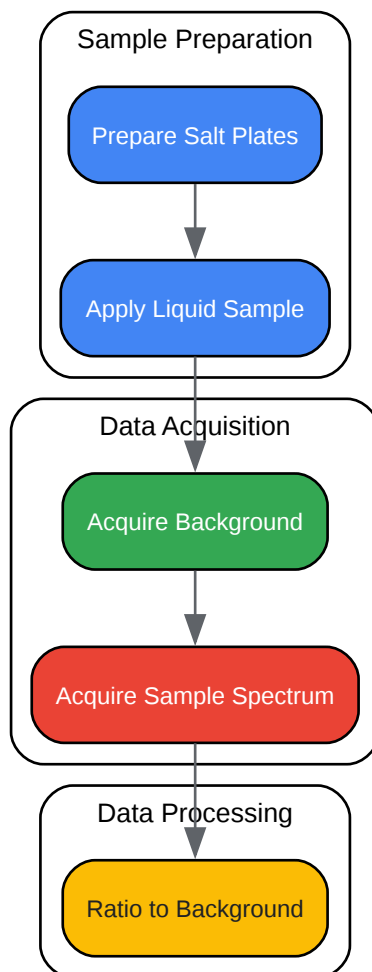 Sample Preparation
Prepare Salt Plates
Apply Liquid Sample
Data Acquisition
Acquire Background
Acquire Sample Spectrum
Data Processing
Ratio to Background